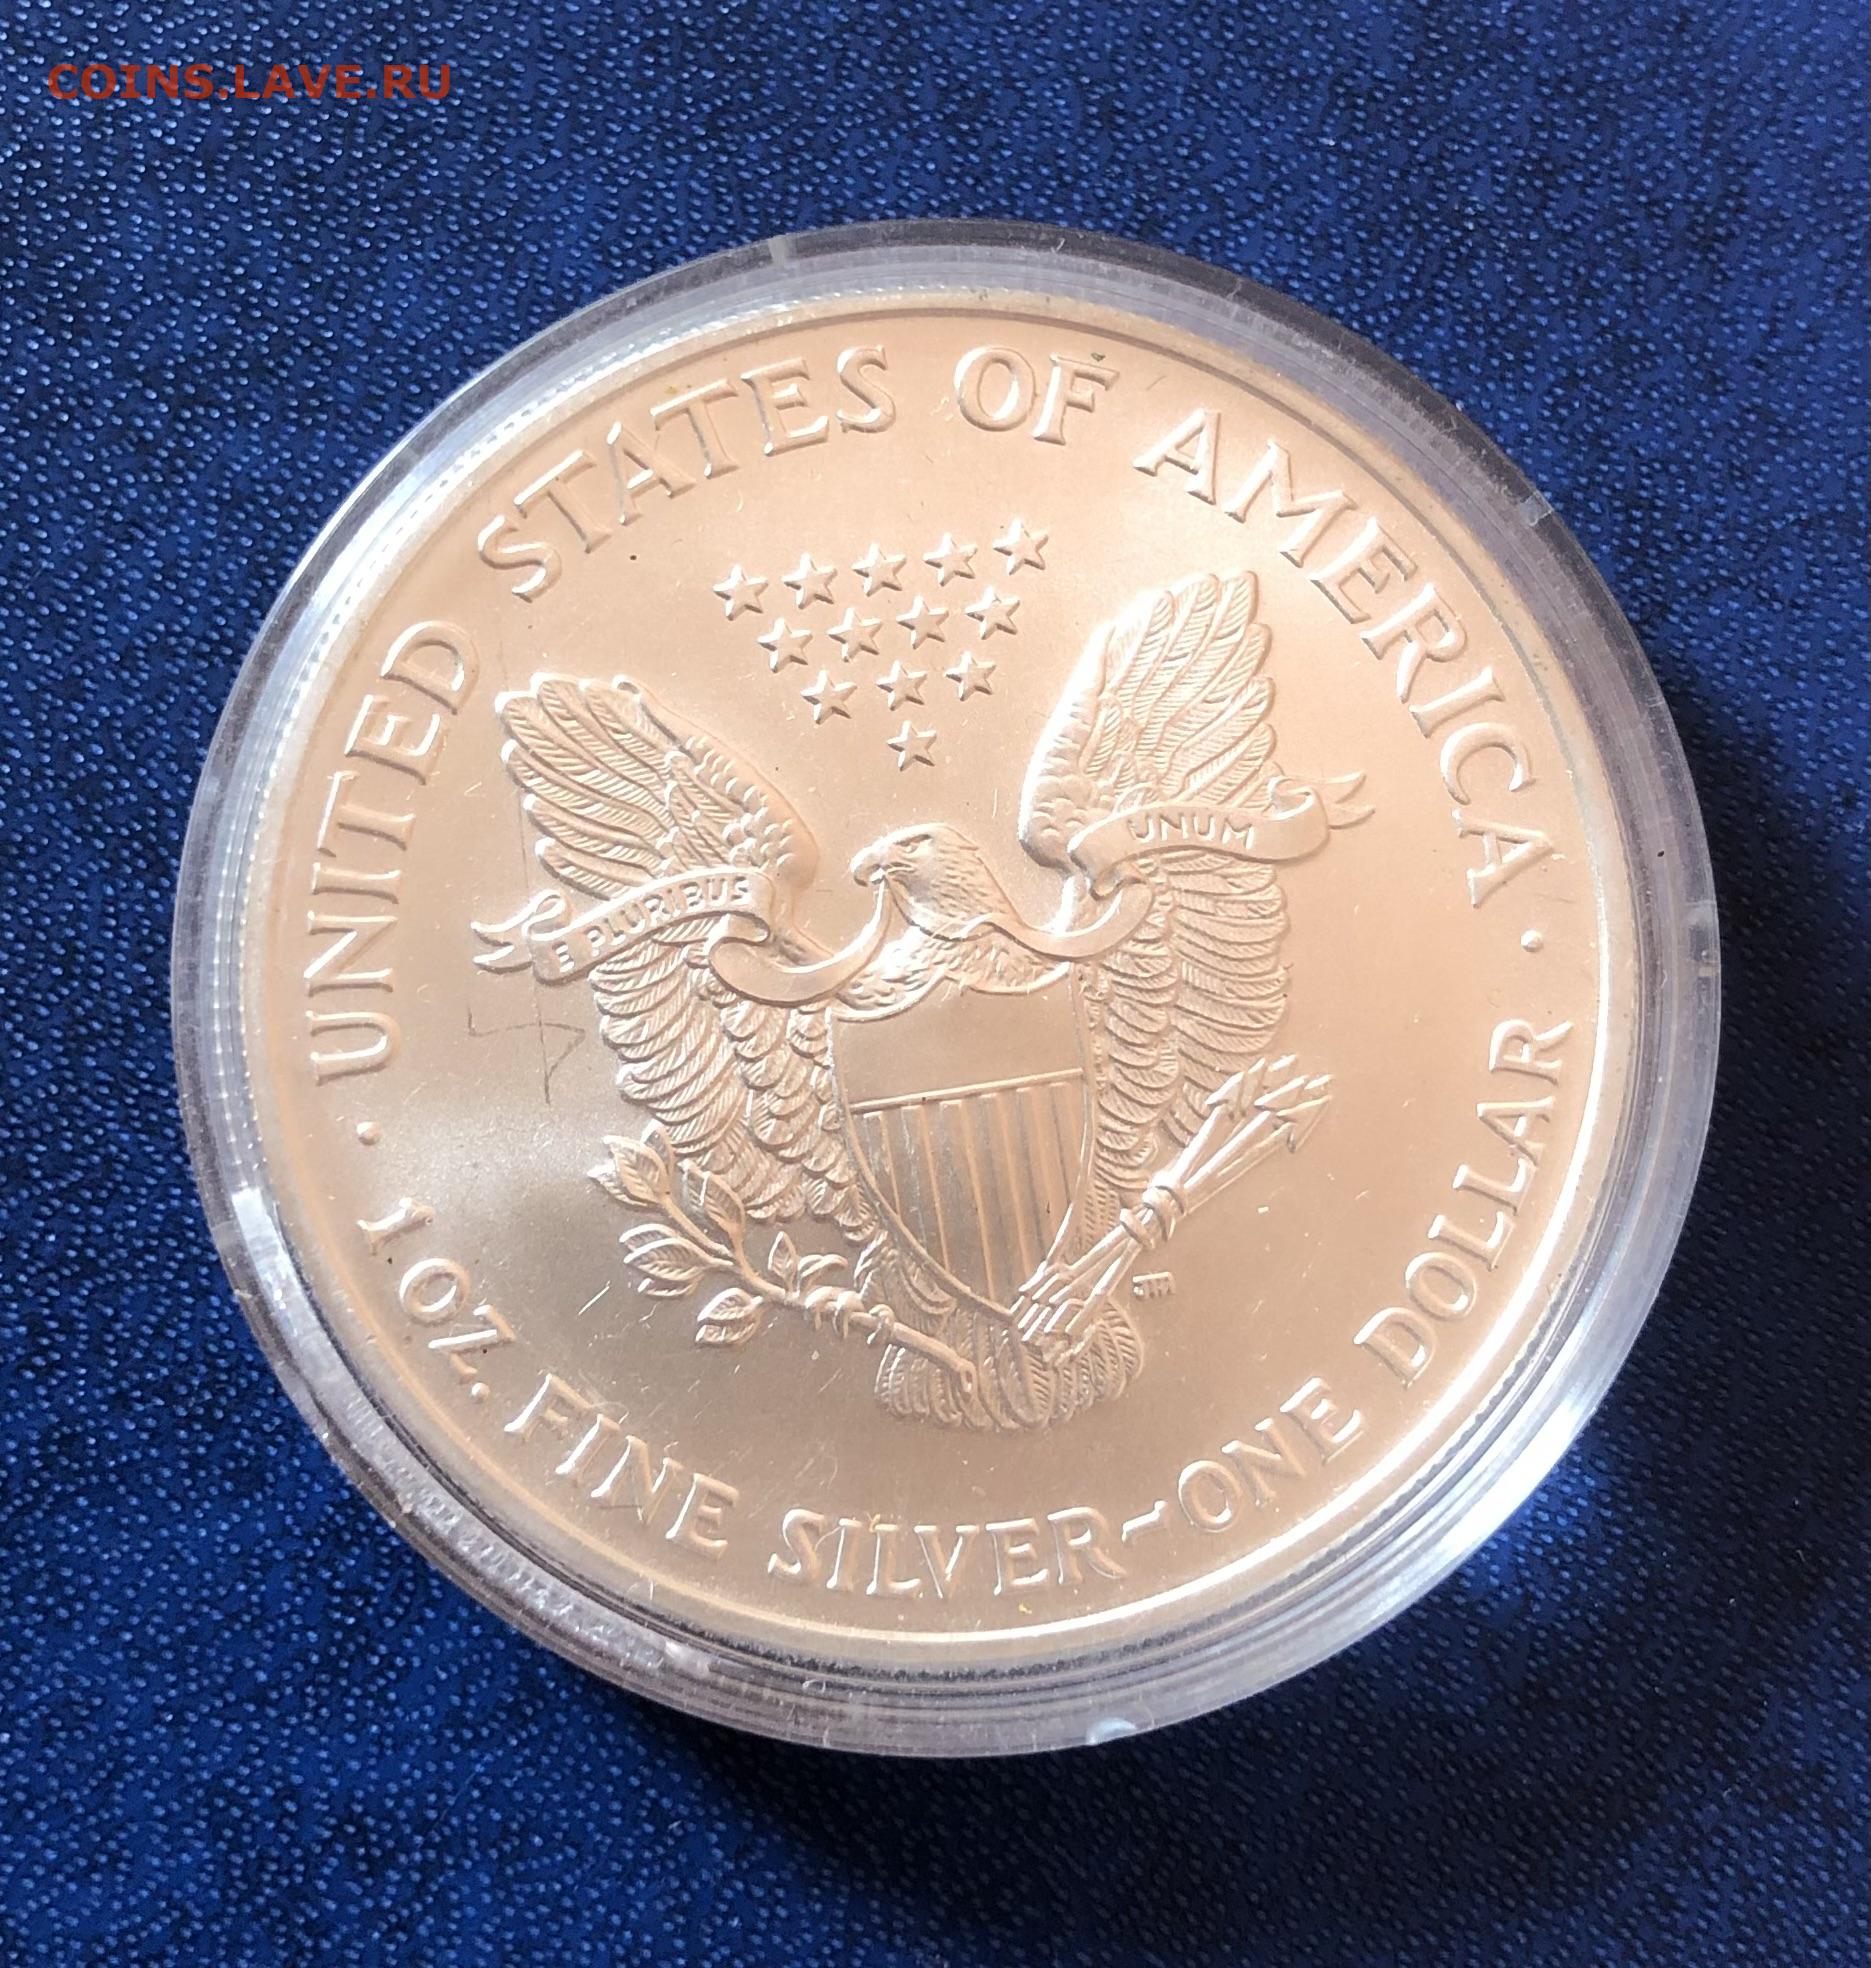 COINS.LAVE.RU
UNITED STATES OF AMERICA
E PLURIBUS
UNUM
1 OZ. FINE SILVER~ONE DOLLAR